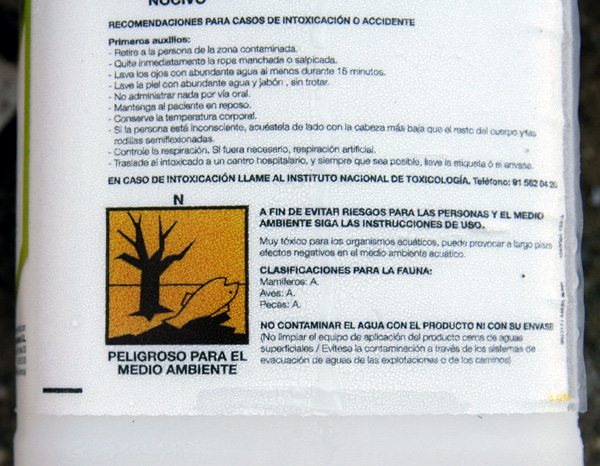 NOCIVO
RECOMENDACIONES PARA CASOS DE INTOXICACIÓN O ACCIDENTE
Primeros auxilios:
- Retire a la persona de la zona contaminada.
- Quite inmediatamente la ropa manchada o salpicada.
- Lave los ojos con abundante agua al menos durante 15 minutos.
- Lave la piel con abundante agua y jabón, sin frotar.
- No administrar nada por vía oral.
- Mantenga al paciente en reposo.
- Conserve la temperatura corporal.
- Si la persona está inconsciente, acuéstela de lado con la cabeza más baja que el resto del cuerpo y las
rodillas semiflexionadas.
- Controle la respiración. Si fuera necesario, respiración artificial.
- Traslade al intoxicado a un centro hospitalario, y siempre que sea posible, lleve la etiqueta ó el envase.
EN CASO DE INTOXICACIÓN LLAME AL INSTITUTO NACIONAL DE TOXICOLOGÍA. Teléfono: 91 562 04 20
N
PELIGROSO PARA EL
MEDIO AMBIENTE
A FIN DE EVITAR RIESGOS PARA LAS PERSONAS Y EL MEDIO
AMBIENTE SIGA LAS INSTRUCCIONES DE USO.
Muy tóxico para los organismos acuáticos, puede provocar a largo plazo
efectos negativos en el medio ambiente acuático.
CLASIFICACIONES PARA LA FAUNA:
Mamíferos: A.
Aves: A.
Peces: A.
NO CONTAMINAR EL AGUA CON EL PRODUCTO NI CON SU ENVASE
(No limpiar el equipo de aplicación del producto cerca de aguas
superficiales / Evítese la contaminación a través de los sistemas de
evacuación de aguas de las explotaciones o de los caminos)